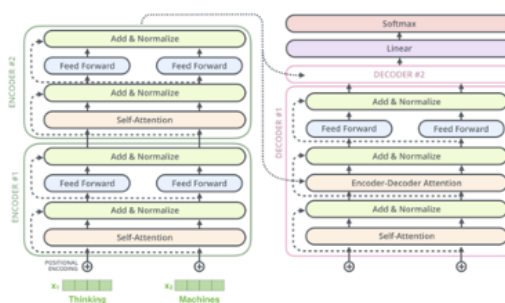 ENCODER #2
Add & Normalize
Feed Forward
Feed Forward
Add & Normalize
Self-Attention
ENCODER #1
Add & Normalize
Feed Forward
Feed Forward
Add & Normalize
Self-Attention
POSITIONAL
ENCODING
X₁
X₂
Thinking
Machines
Softmax
Linear
DECODER #2
DECODER #1
Add & Normalize
Feed Forward
Feed Forward
Add & Normalize
Encoder-Decoder Attention
Add & Normalize
Self-Attention